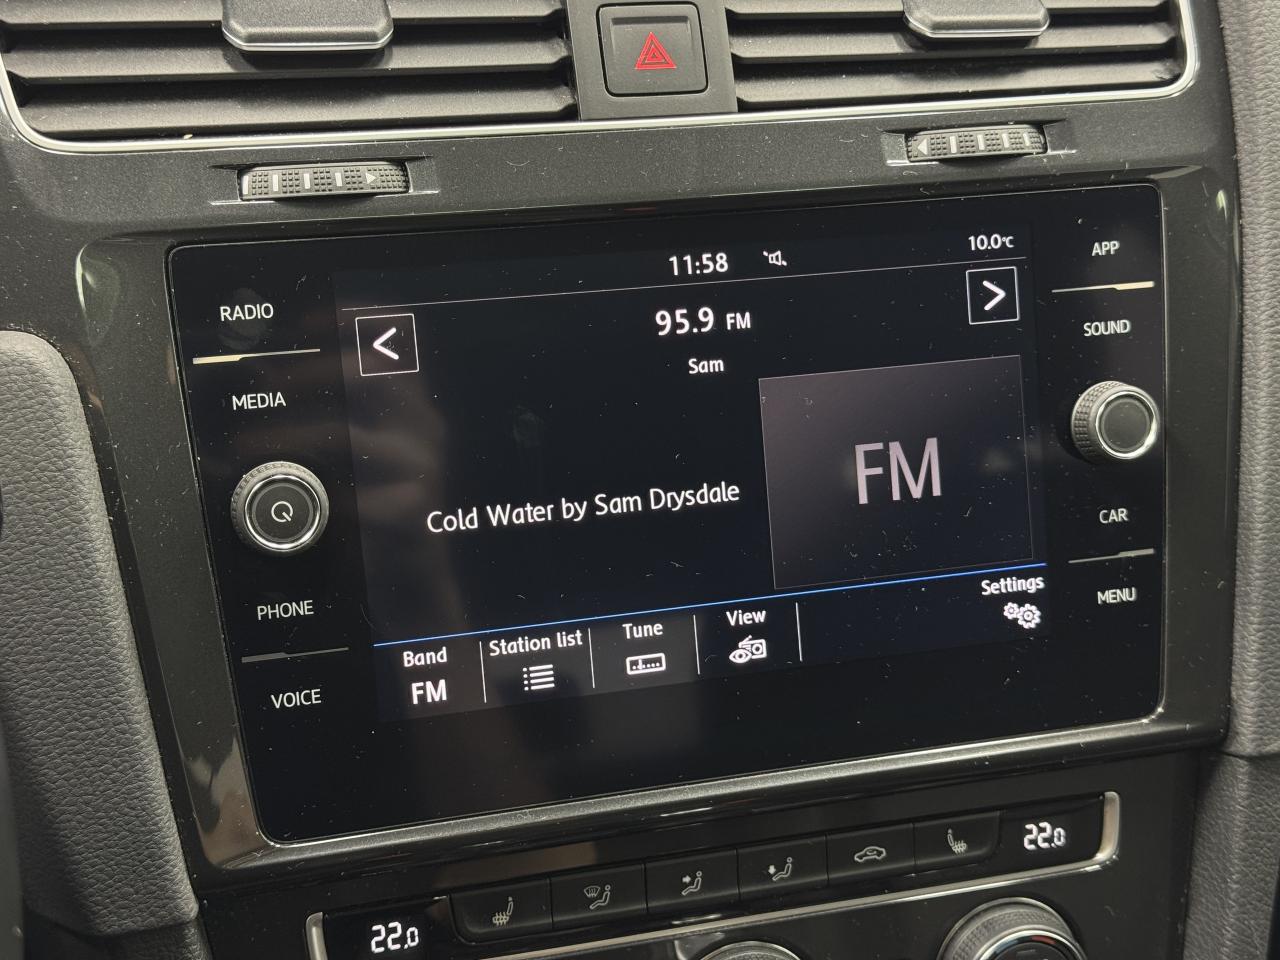 11:58
10.0°C
APP
RADIO
95.9 FM
SOUND
Sam
MEDIA
FM
Cold Water by Sam Drysdale
CAR
PHONE
Settings
MENU
Band
Station list
Tune
View
FM
VOICE
22.0
22.0